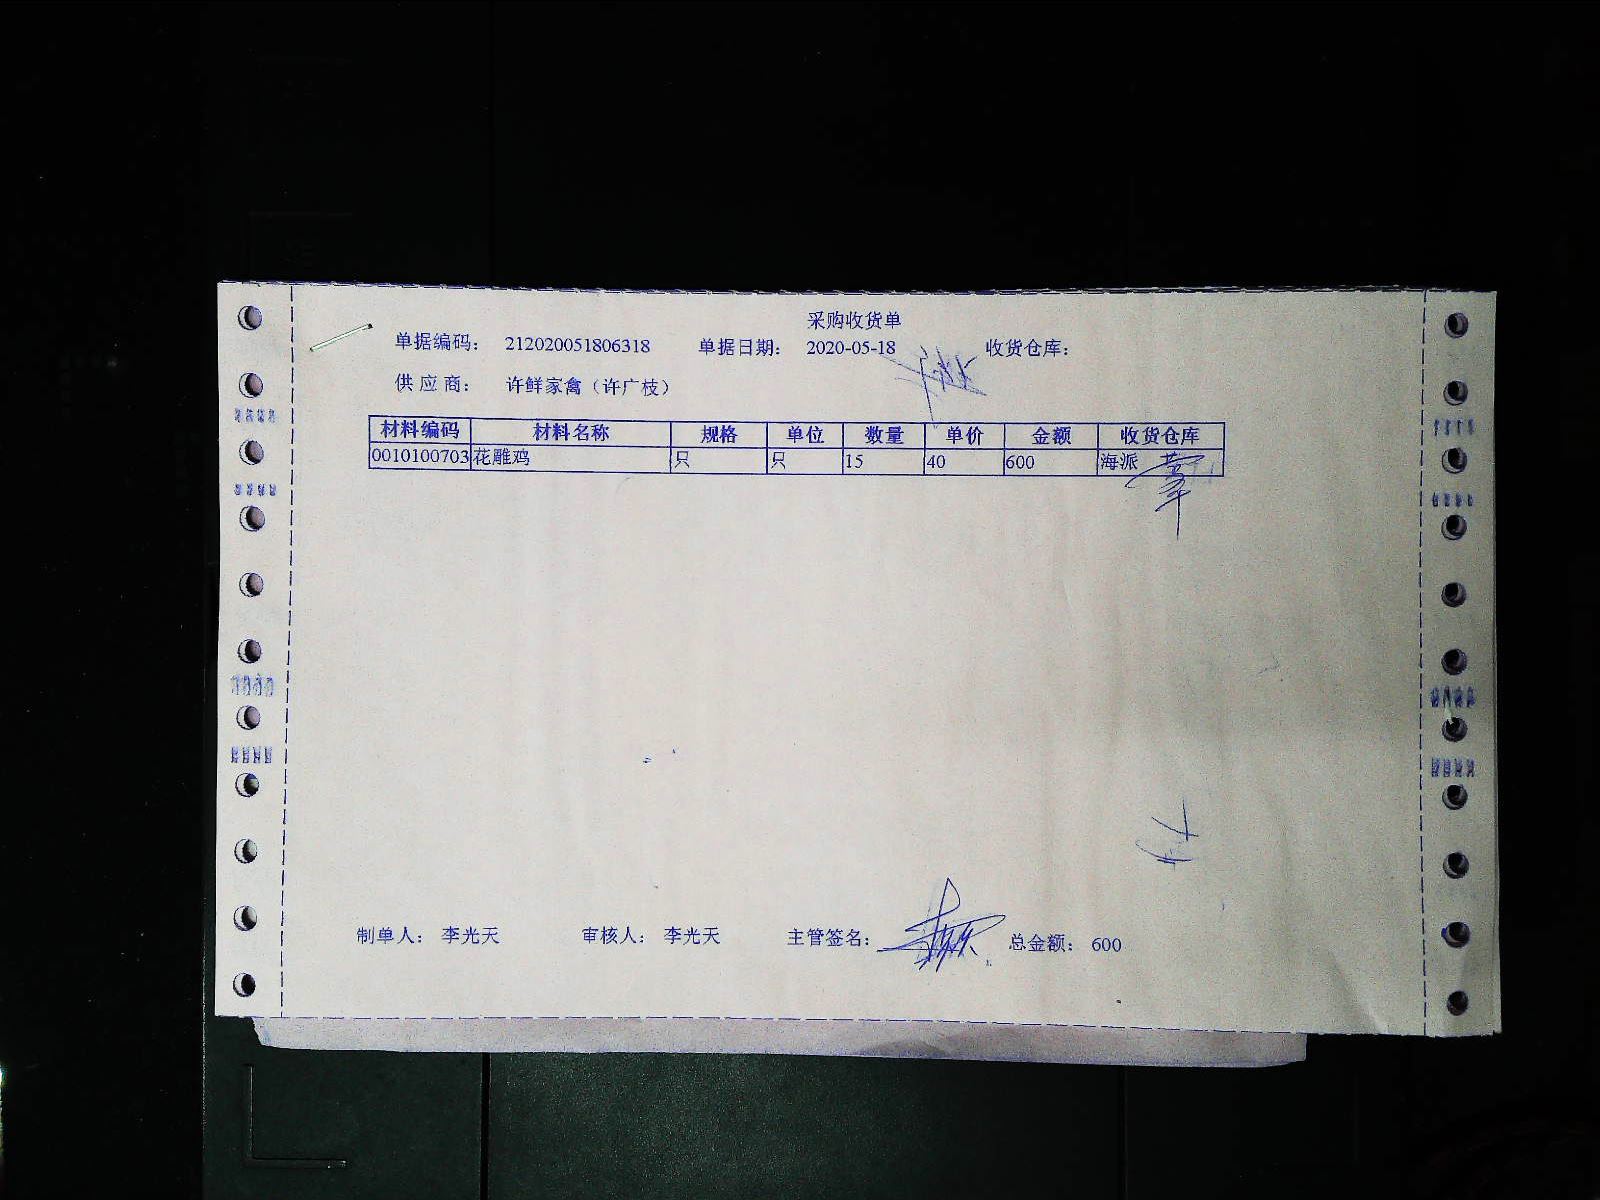 采购收货单
单据编码： 212020051806318 单据日期： 2020-05-18 收货仓库：
供 应 商： 许鲜家禽（许广枝）
材料编码 材料名称 规格 单位 数量 单价 金额 收货仓库
0010100703 花雕鸡 只 只 15 40 600 海派
制单人： 李光天 审核人： 李光天 主管签名： 总金额： 600